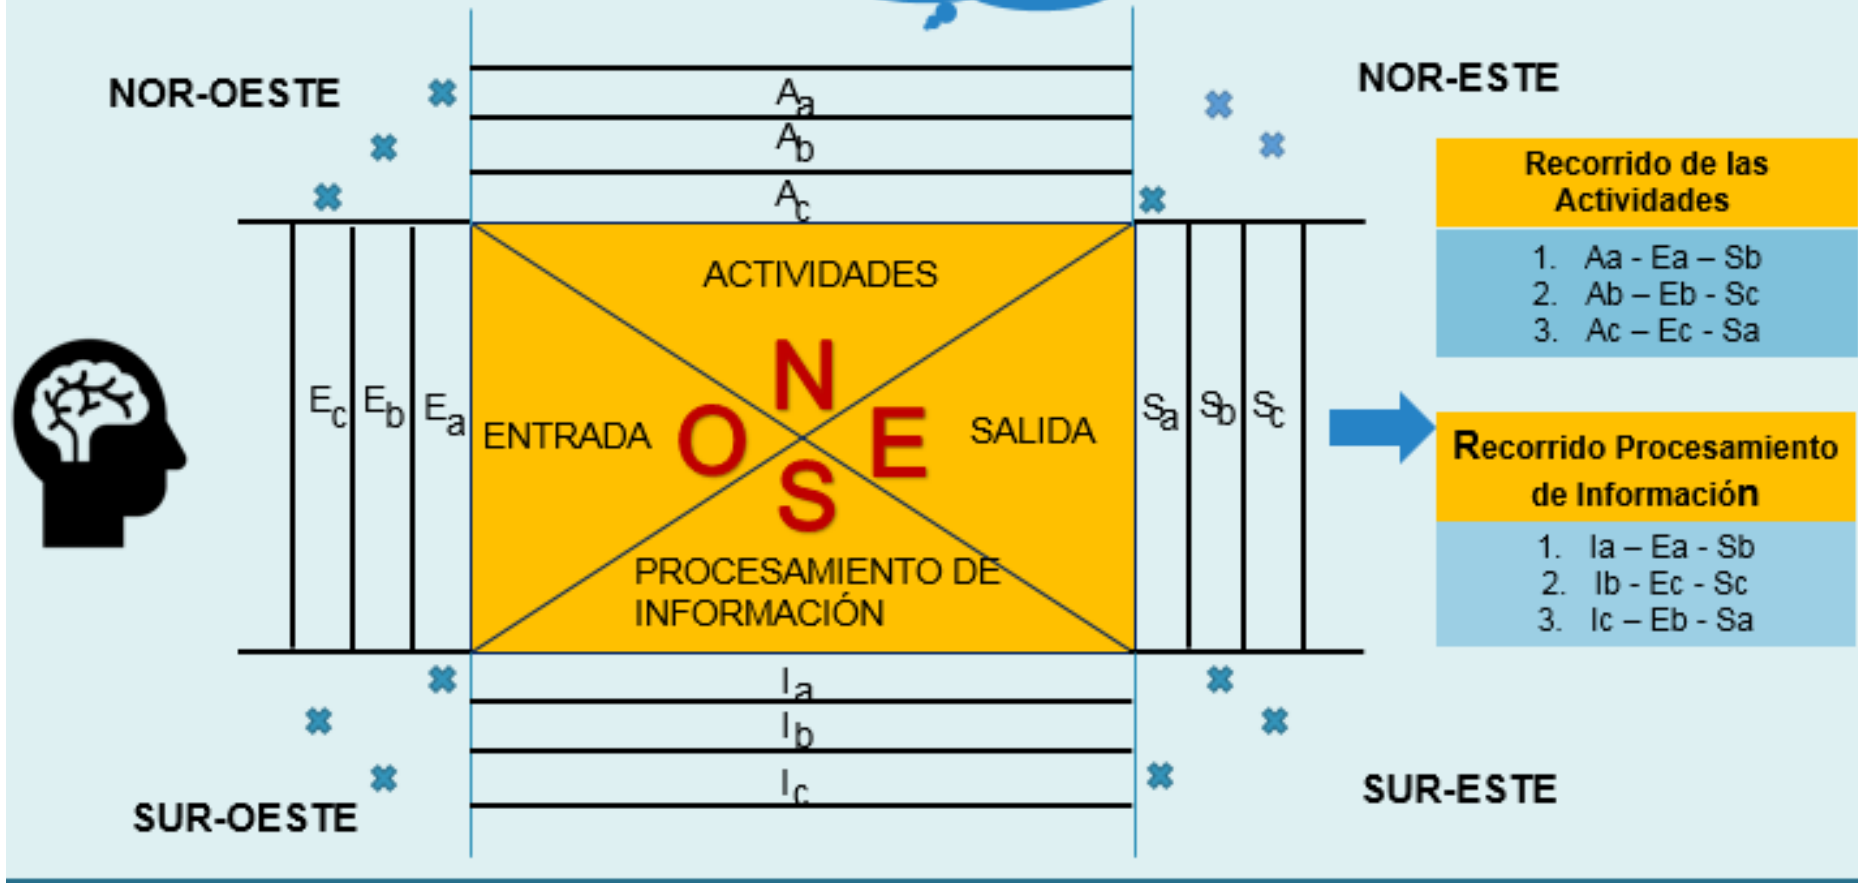 NOR-OESTE
NOR-ESTE
Aa
Ab
Ac
Recorrido de las
Actividades
1. Aa - Ea – Sb
2. Ab – Eb - Sc
3. Ac – Ec - Sa
ACTIVIDADES
N
Ec Eb Ea
ENTRADA
O
E
SALIDA
Sa Sb Sc
S
Recorrido Procesamiento
de Información
1. Ia – Ea - Sb
2. Ib - Ec - Sc
3. Ic – Eb - Sa
PROCESAMIENTO DE
INFORMACIÓN
Ia
Ib
Ic
SUR-OESTE
SUR-ESTE